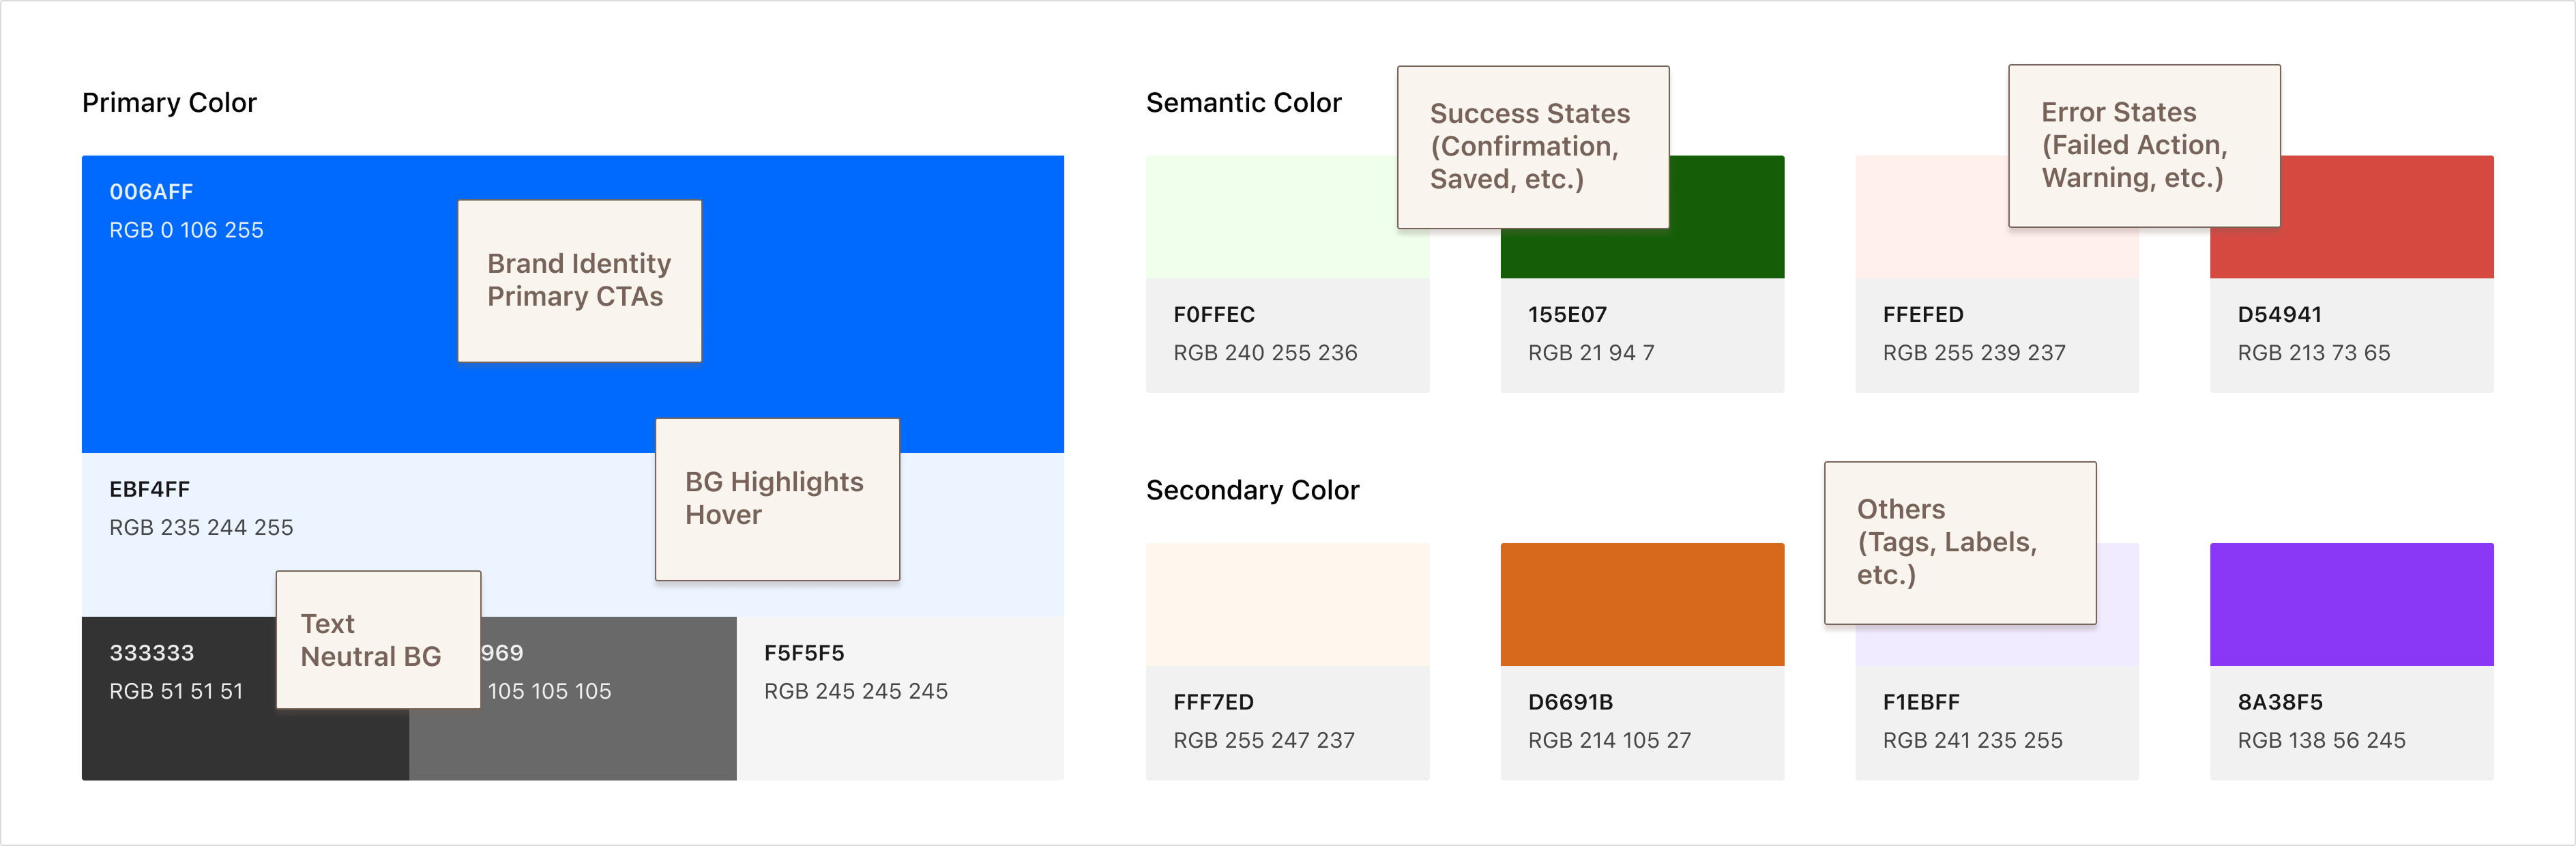 Primary Color
006AFF
RGB 0 106 255
Brand Identity
Primary CTAs
EBF4FF
RGB 235 244 255
BG Highlights
Hover
333333
RGB 51 51 51
Text
Neutral BG
969
105 105 105
F5F5F5
RGB 245 245 245
Semantic Color
Success States
(Confirmation,
Saved, etc.)
Error States
(Failed Action,
Warning, etc.)
F0FFEC
RGB 240 255 236
155E07
RGB 21 94 7
FFEFED
RGB 255 239 237
D54941
RGB 213 73 65
Secondary Color
Others
(Tags, Labels,
etc.)
FFF7ED
RGB 255 247 237
D6691B
RGB 214 105 27
F1EBFF
RGB 241 235 255
8A38F5
RGB 138 56 245